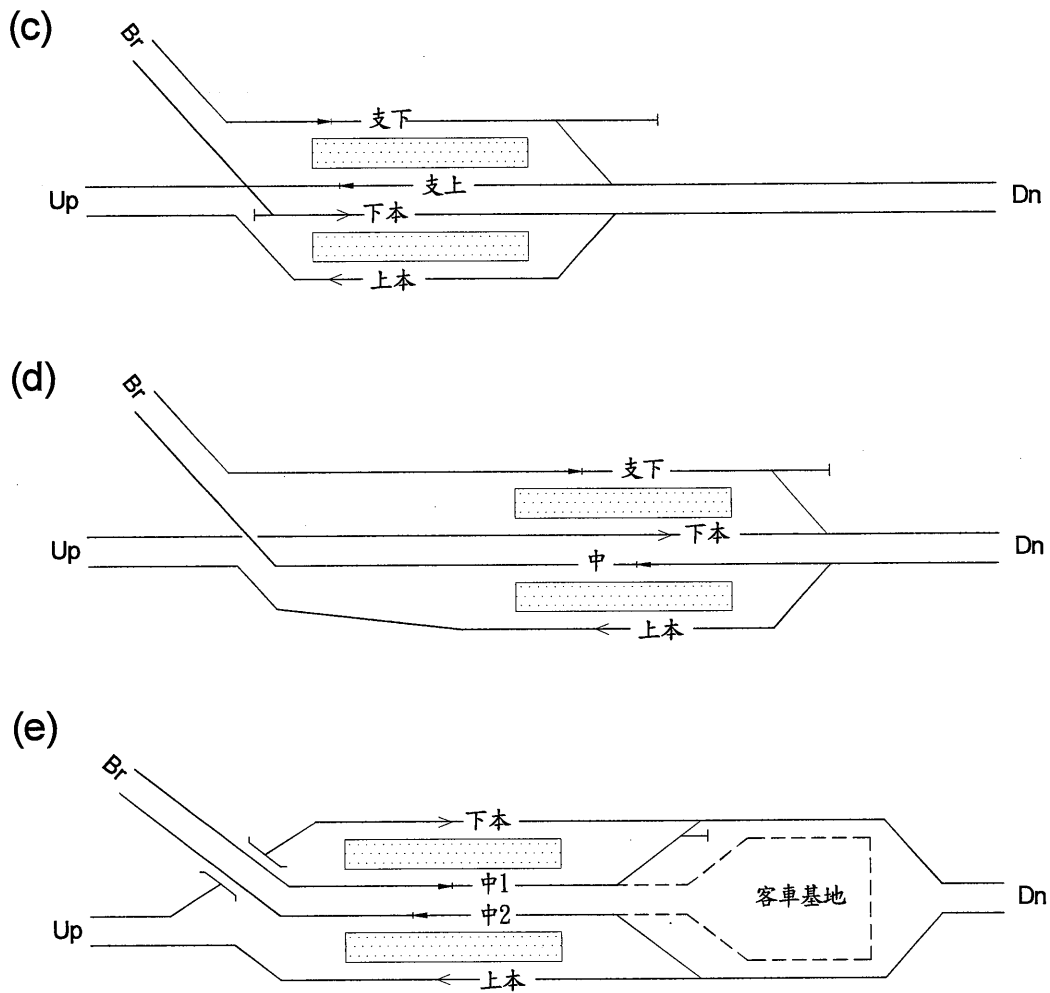 (c)
Br
支下
Up
支上
Dn
下本
上本
(d)
Br
支下
Up
下本
Dn
中
上本
(e)
Br
下本
中1
客車基地
Up
中2
Dn
上本